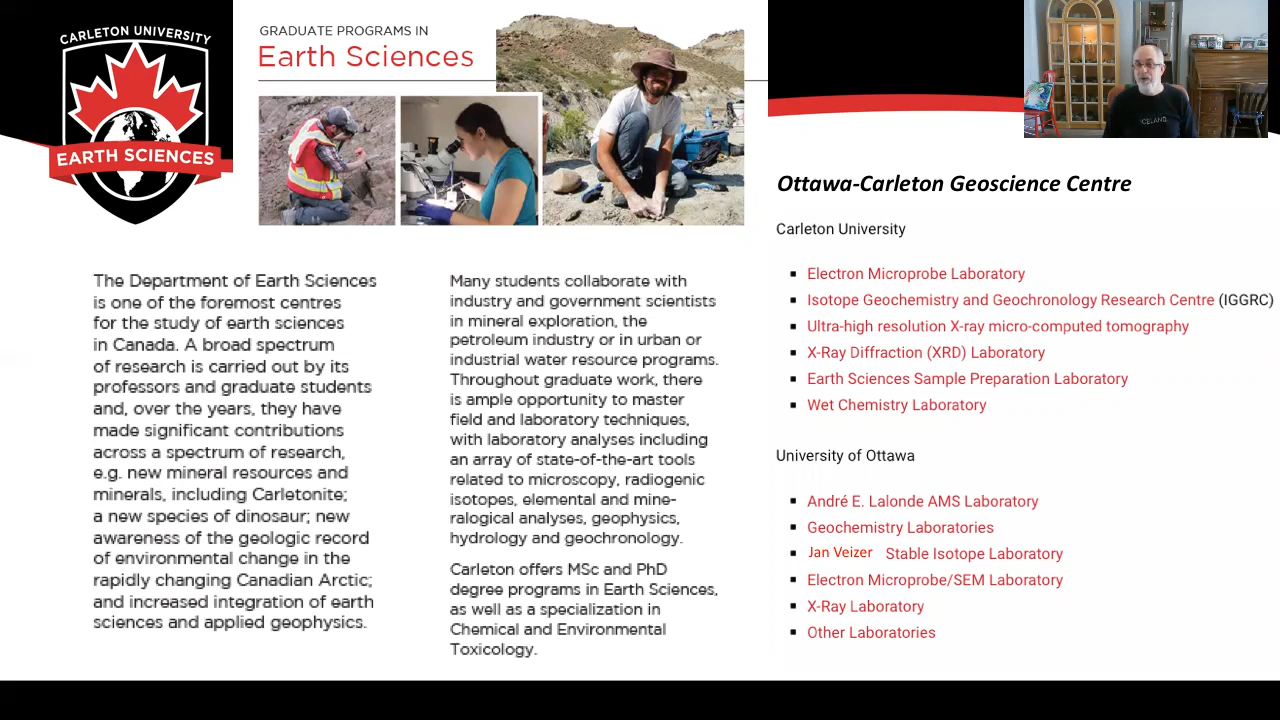 CARLETON UNIVERSITY
EARTH SCIENCES
GRADUATE PROGRAMS IN
Earth Sciences
The Department of Earth Sciences
is one of the foremost centres
for the study of earth sciences
in Canada. A broad spectrum
of research is carried out by its
professors and graduate students
and, over the years, they have
made significant contributions
across a spectrum of research,
e.g. new mineral resources and
minerals, including Carletonite;
a new species of dinosaur; new
awareness of the geologic record
of environmental change in the
rapidly changing Canadian Arctic;
and increased integration of earth
sciences and applied geophysics.
Many students collaborate with
industry and government scientists
in mineral exploration, the
petroleum industry or in urban or
industrial water resource programs.
Throughout graduate work, there
is ample opportunity to master
field and laboratory techniques,
with laboratory analyses including
an array of state-of-the-art tools
related to microscopy, radiogenic
isotopes, elemental and mine-
ralogical analyses, geophysics,
hydrology and geochronology.
Carleton offers MSc and PhD
degree programs in Earth Sciences,
as well as a specialization in
Chemical and Environmental
Toxicology.
ICELAND
Ottawa-Carleton Geoscience Centre
Carleton University
▪ Electron Microprobe Laboratory
▪ Isotope Geochemistry and Geochronology Research Centre (IGGRC)
▪ Ultra-high resolution X-ray micro-computed tomography
▪ X-Ray Diffraction (XRD) Laboratory
▪ Earth Sciences Sample Preparation Laboratory
▪ Wet Chemistry Laboratory
University of Ottawa
▪ André E. Lalonde AMS Laboratory
▪ Geochemistry Laboratories
▪ Jan Veizer Stable Isotope Laboratory
▪ Electron Microprobe/SEM Laboratory
▪ X-Ray Laboratory
▪ Other Laboratories